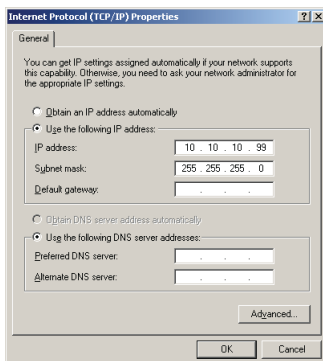 Internet Protocol (TCP/IP) Properties
General
You can get IP settings assigned automatically if your network supports
this capability. Otherwise, you need to ask your network administrator for
the appropriate IP settings.
Obtain an IP address automatically
Use the following IP address:
IP address: 10 . 10 . 10 . 99
Subnet mask: 255 . 255 . 255 . 0
Default gateway: . . .
Obtain DNS server address automatically
Use the following DNS server addresses:
Preferred DNS server: . . .
Alternate DNS server: . . .
Advanced...
OK Cancel